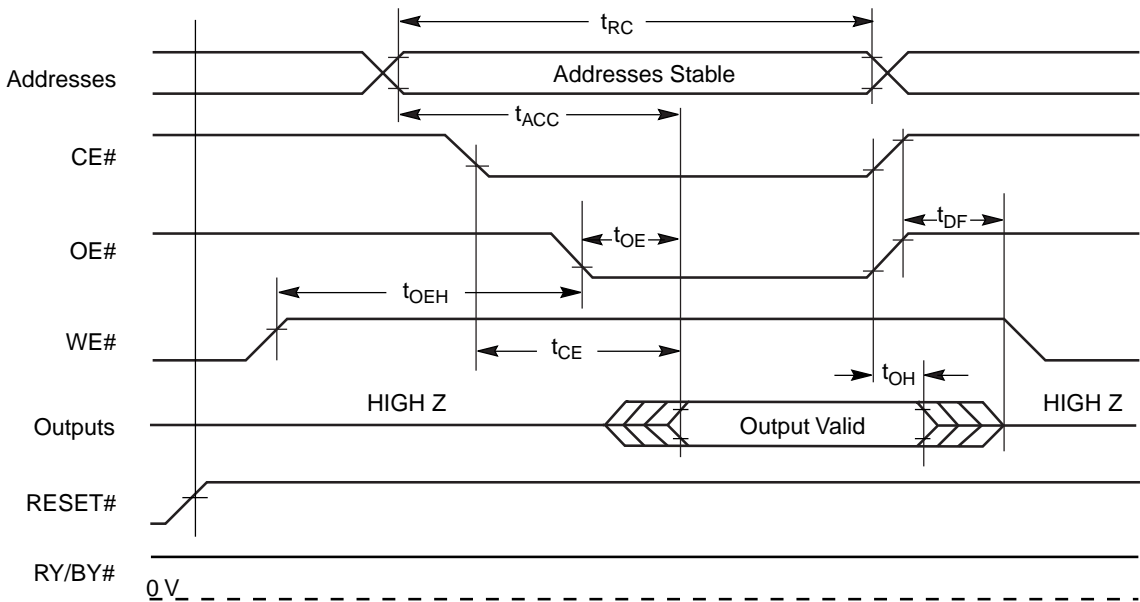 tRC
Addresses
Addresses Stable
tACC
CE#
tDF
OE#
tOE
tOEH
WE#
tCE
tOH
HIGH Z
HIGH Z
Outputs
Output Valid
RESET#
RY/BY#
0 V